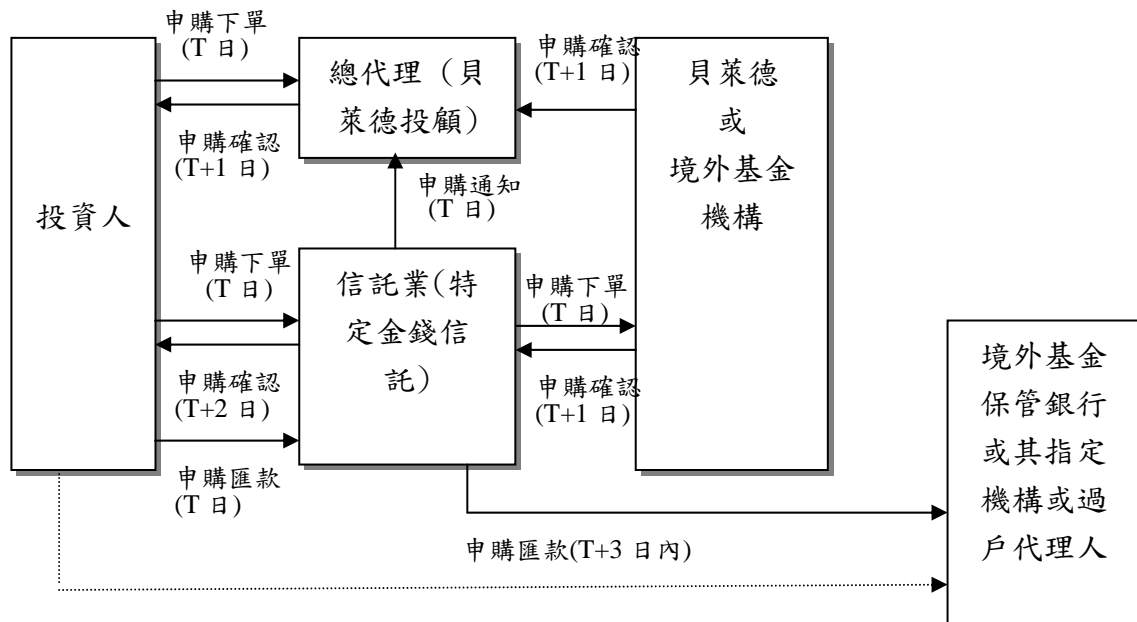 申購下單
(T 日)
總代理（貝
萊德投顧）
申購確認
(T+1 日)
貝萊德
或
境外基金
機構
申購確認
(T+1 日)
申購通知
(T 日)
投資人
申購下單
(T 日)
信託業(特
定金錢信
託)
申購下單
(T 日)
申購確認
(T+2 日)
申購確認
(T+1 日)
申購匯款
(T 日)
境外基金
保管銀行
或其指定
機構或過
戶代理人
申購匯款(T+3 日內)